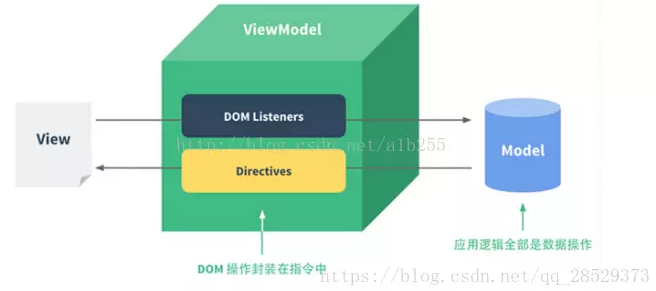 ViewModel
DOM Listeners
View
Model
http://blog.csdn.net/a1b255
Directives
应用逻辑全部是数据操作
DOM 操作封装在指令中
https://blog.csdn.net/qq_28529373